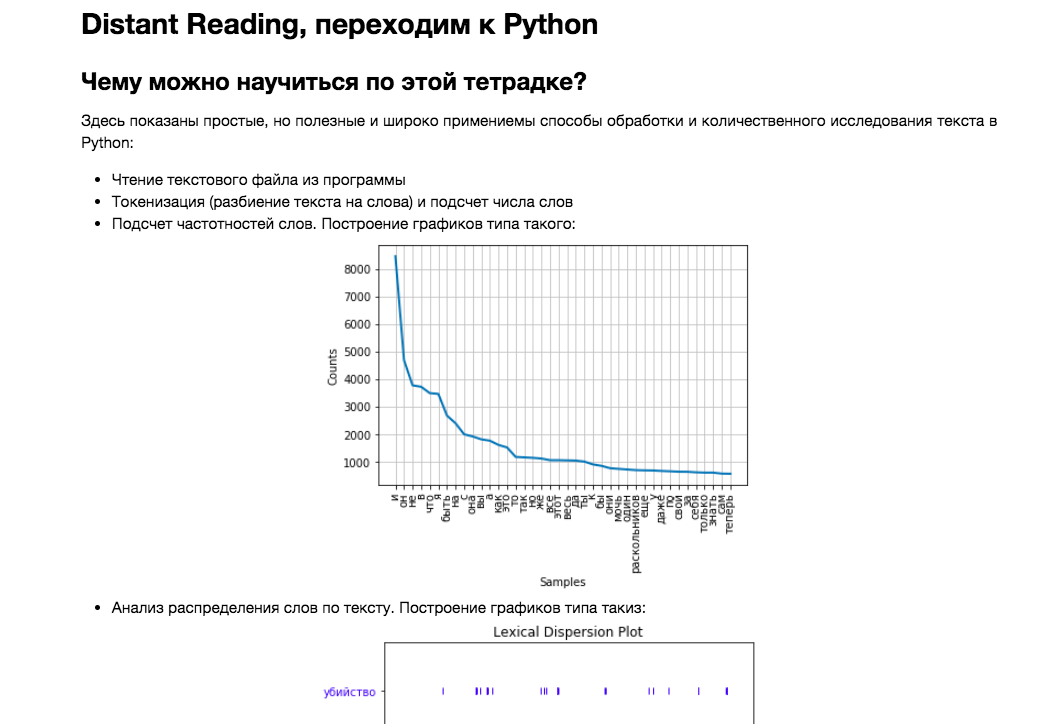 Distant Reading, переходим к Python
Чему можно научиться по этой тетрадке?
Здесь показаны простые, но полезные и широко примениемы способы обработки и количественного исследования текста в
Python:
• Чтение текстового файла из программы
• Токенизация (разбиение текста на слова) и подсчет числа слов
• Подсчет частотностей слов. Построение графиков типа такого:
8000
7000
6000
5000
4000
3000
2000
1000
Counts
и
он
не
в
что
я
быть
на
с
она
вы
а
как
это
то
так
но
же
все
этот
весь
да
ты
к
бы
они
мочь
один
раскольников
еще
у
даже
по
свой
за
себя
только
знать
сам
теперь
Samples
• Анализ распределения слов по тексту. Построение графиков типа такиз:
Lexical Dispersion Plot
убийство